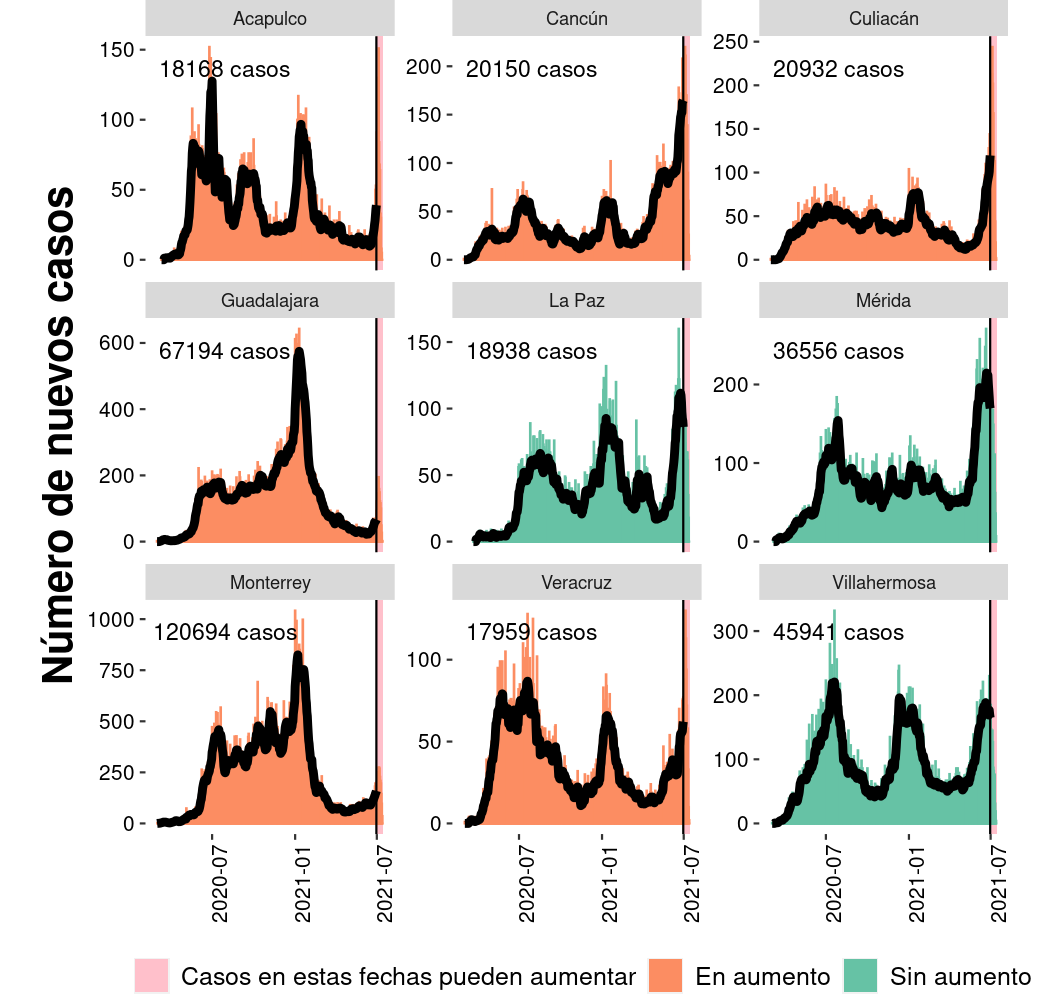 Número de nuevos casos
Acapulco
150
100
50
0
18168 casos
Cancún
200
150
100
50
0
20150 casos
Culiacán
250
200
150
100
50
0
20932 casos
Guadalajara
600
400
200
0
67194 casos
La Paz
150
100
50
0
18938 casos
Mérida
200
100
0
36556 casos
Monterrey
1000
750
500
250
0
120694 casos
Veracruz
100
50
0
17959 casos
Villahermosa
300
200
100
0
45941 casos
2020-07
2021-01
2021-07
2020-07
2021-01
2021-07
2020-07
2021-01
2021-07
Casos en estas fechas pueden aumentar
En aumento
Sin aumento